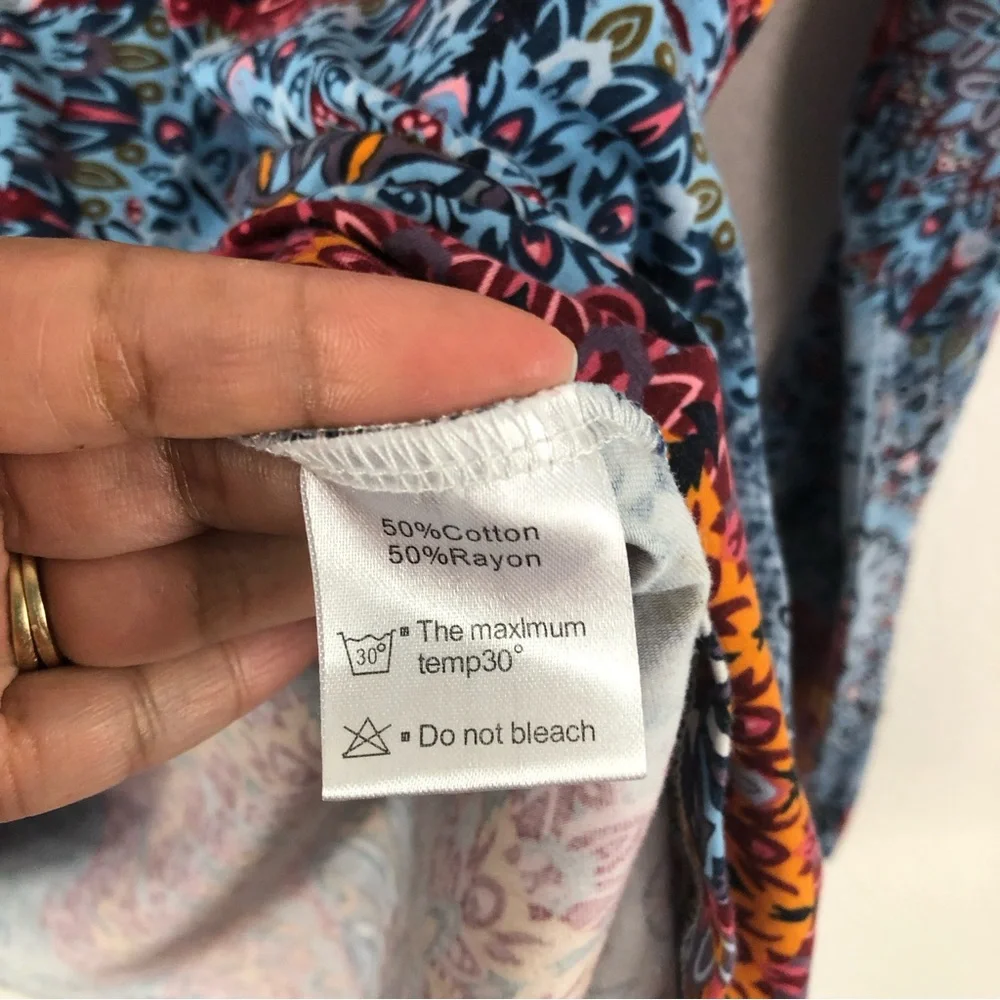 50%Cotton
50%Rayon
30° The maxlmum
temp30°
Do not bleach